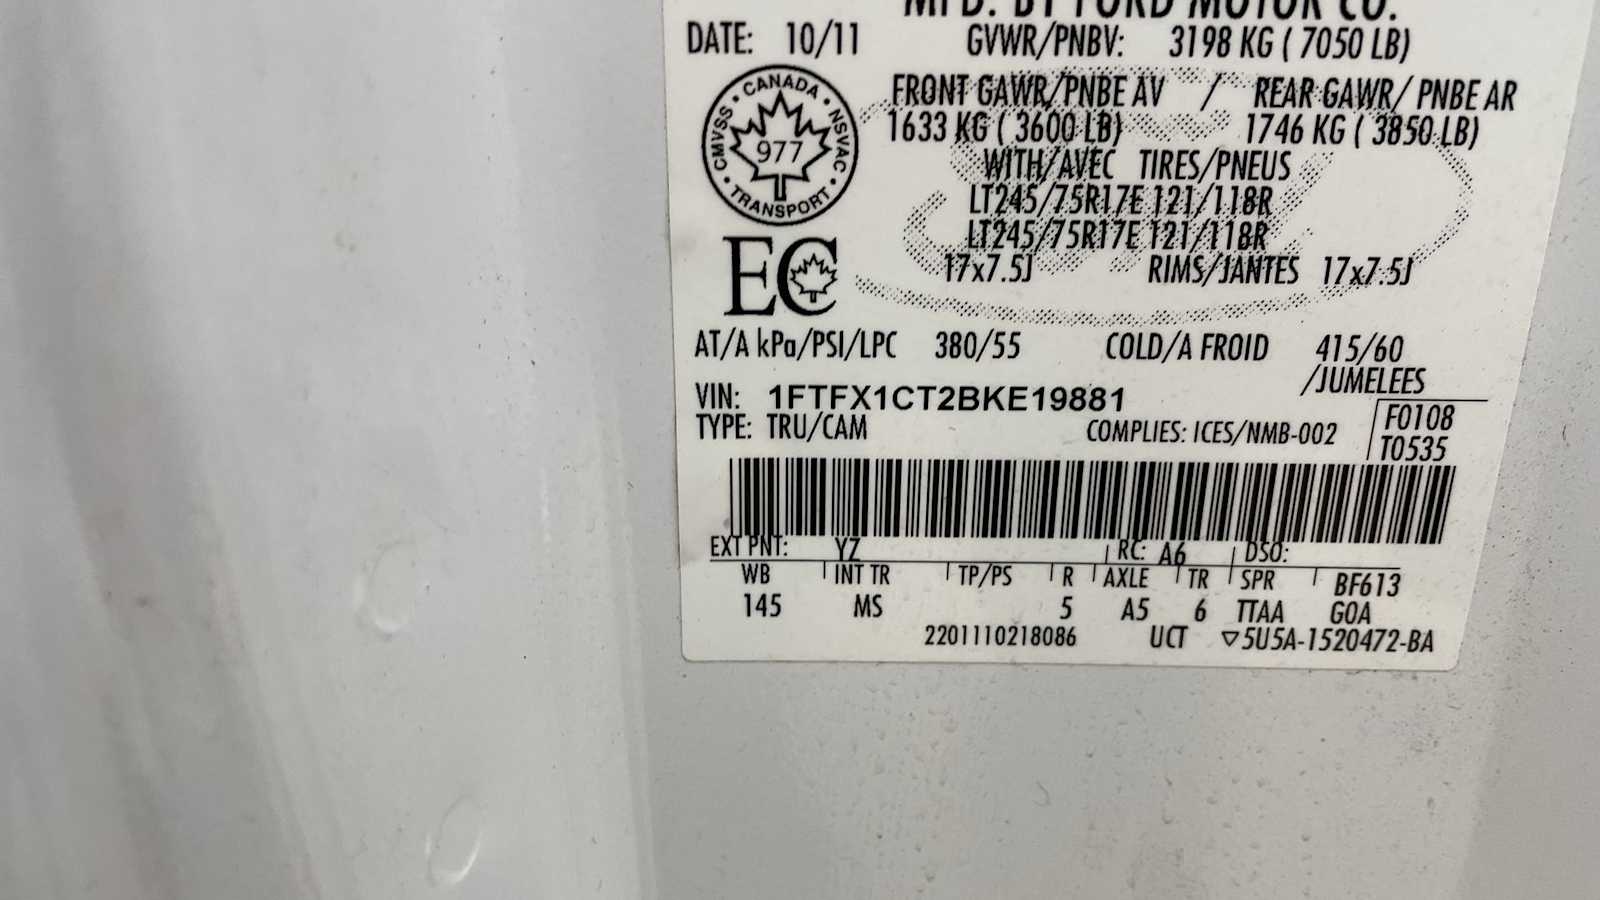 MFD. BY FORD MOTOR CO.
DATE: 10/11 GVWR/PNBV: 3198 KG ( 7050 LB)
FRONT GAWR/PNBE AV / REAR GAWR/ PNBE AR
1633 KG ( 3600 LB) 1746 KG ( 3850 LB)
WITH/AVEC TIRES/PNEUS
LT245/75R17E 121/118R
LT245/75R17E 121/118R
17x7.5J RIMS/JANTES 17x7.5J
CANADA • NSVAC • TRANSPORT • CMVSS •
977
EC
AT/A kPa/PSI/LPC 380/55 COLD/A FROID 415/60
/JUMELEES
VIN: 1FTFX1CT2BKE19881
TYPE: TRU/CAM COMPLIES: ICES/NMB-002
F0108
T0535
EXT PNT: YZ RC: A6 DSO:
WB INT TR TP/PS R AXLE TR SPR BF613
145 MS 5 A5 6 TTAA GOA
2201110218086 UCT ▽5U5A-1520472-BA